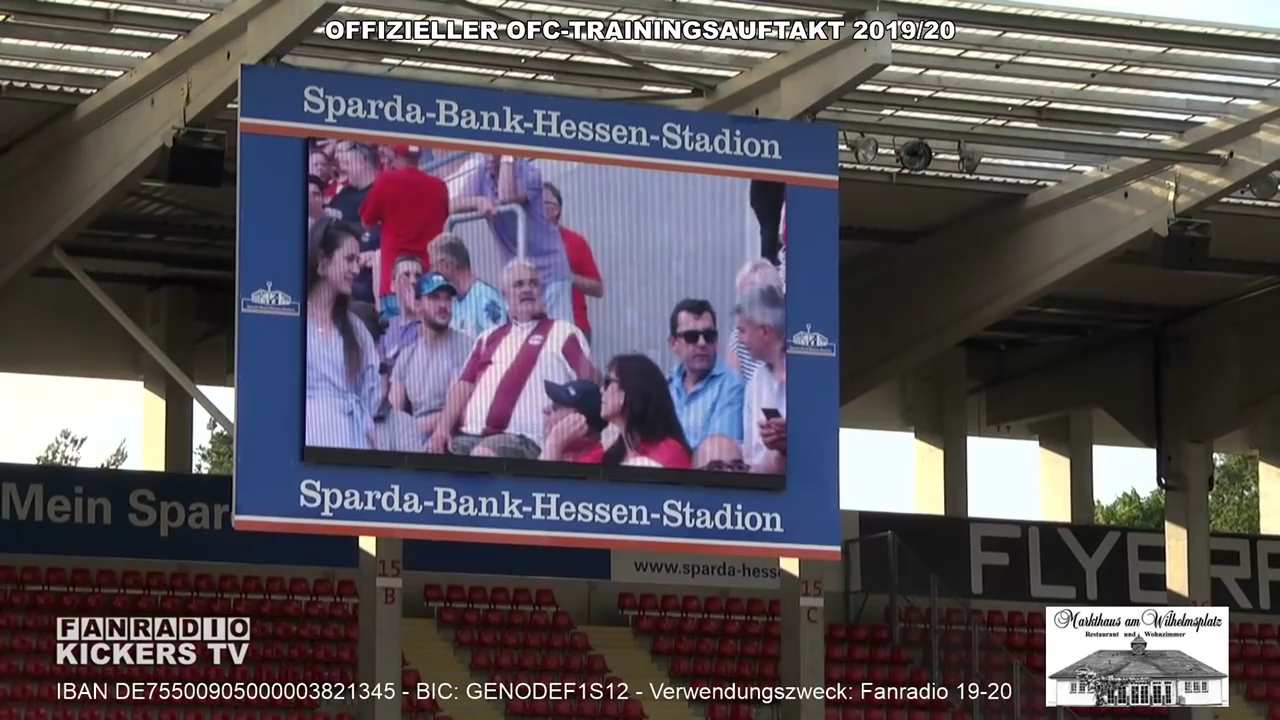 OFFIZIELLER OFC-TRAININGSAUFTAKT 2019/20
Sparda-Bank-Hessen-Stadion
Sparda-Bank-Hessen-Stadion
Mein Spar
www.sparda-hess
FLYER
15
B
15
C
FANRADIO
KICKERS TV
Markthaus am Wilhelmsplatz
Restaurant und Wohnzimmer
IBAN DE75500905000003821345 - BIC: GENODEF1S12 - Verwendungszweck: Fanradio 19-20